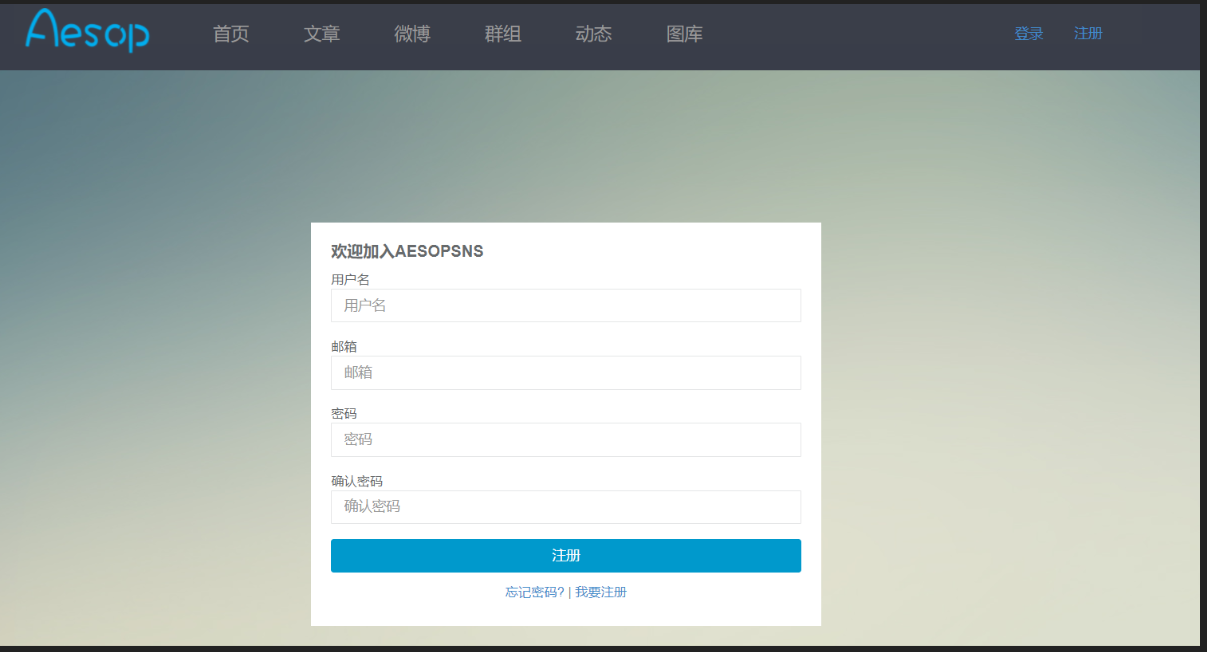 Aesop 首页 文章 微博 群组 动态 图库 登录 注册
欢迎加入AESOPSNS
用户名
用户名
邮箱
邮箱
密码
密码
确认密码
确认密码
注册
忘记密码? | 我要注册